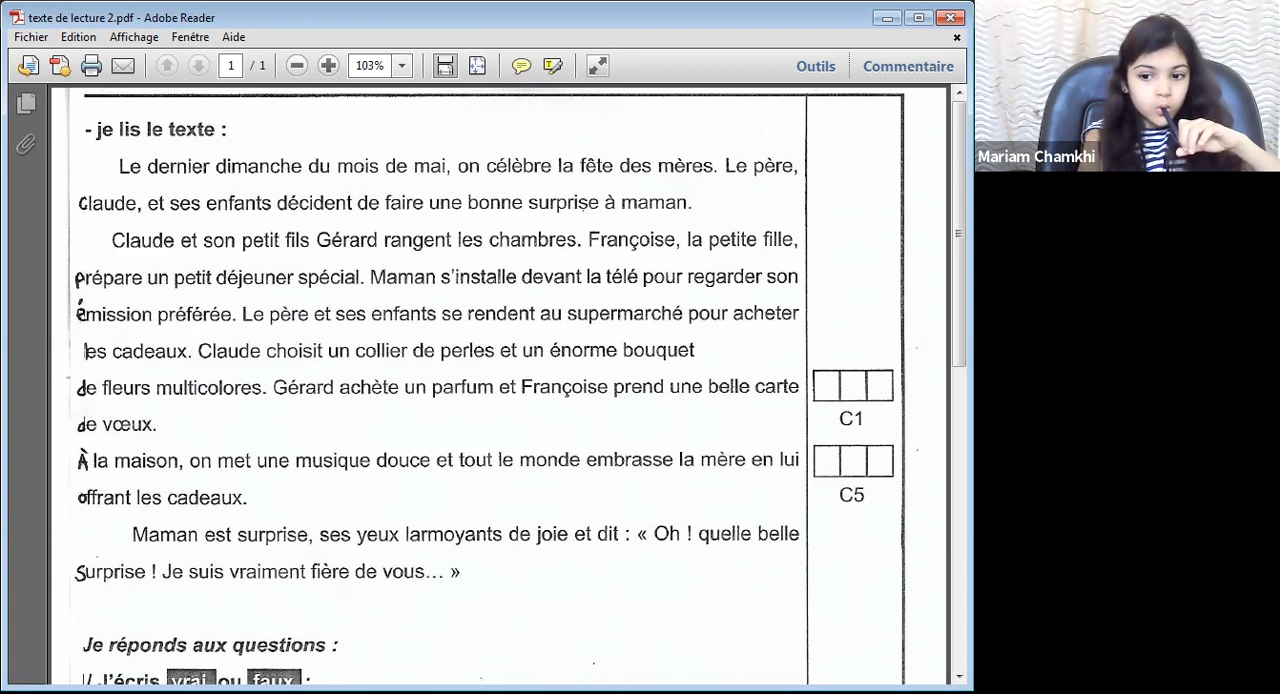 texte de lecture 2.pdf - Adobe Reader
Fichier Edition Affichage Fenêtre Aide
1 / 1 103% Outils Commentaire
- je lis le texte :
Le dernier dimanche du mois de mai, on célèbre la fête des mères. Le père,
Claude, et ses enfants décident de faire une bonne surprise à maman.
Claude et son petit fils Gérard rangent les chambres. Françoise, la petite fille,
prépare un petit déjeuner spécial. Maman s'installe devant la télé pour regarder son
émission préférée. Le père et ses enfants se rendent au supermarché pour acheter
les cadeaux. Claude choisit un collier de perles et un énorme bouquet
de fleurs multicolores. Gérard achète un parfum et Françoise prend une belle carte
de vœux.
À la maison, on met une musique douce et tout le monde embrasse la mère en lui
offrant les cadeaux.
Maman est surprise, ses yeux larmoyants de joie et dit : « Oh ! quelle belle
Surprise ! Je suis vraiment fière de vous… »
Je réponds aux questions :
1/ J'écris vrai ou faux :
C1
C5
Mariam Chamkhi